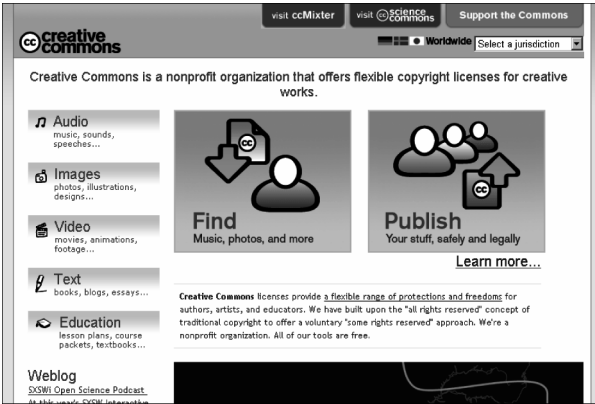 visit ccMixter
visit cc science commons
Support the Commons
cc creative commons
Worldwide
Select a jurisdiction
Creative Commons is a nonprofit organization that offers flexible copyright licenses for creative
works.
Audio
music, sounds,
speeches...
Images
photos, illustrations,
designs...
Video
movies, animations,
footage...
Text
books, blogs, essays...
Education
lesson plans, course
packets, textbooks...
Weblog
SXSWi Open Science Podcast
At this year's SXSW Interactive
cc
Find
Music, photos, and more
cc
Publish
Your stuff, safely and legally
Learn more...
Creative Commons licenses provide a flexible range of protections and freedoms for
authors, artists, and educators. We have built upon the "all rights reserved" concept of
traditional copyright to offer a voluntary "some rights reserved" approach. We're a
nonprofit organization. All of our tools are free.